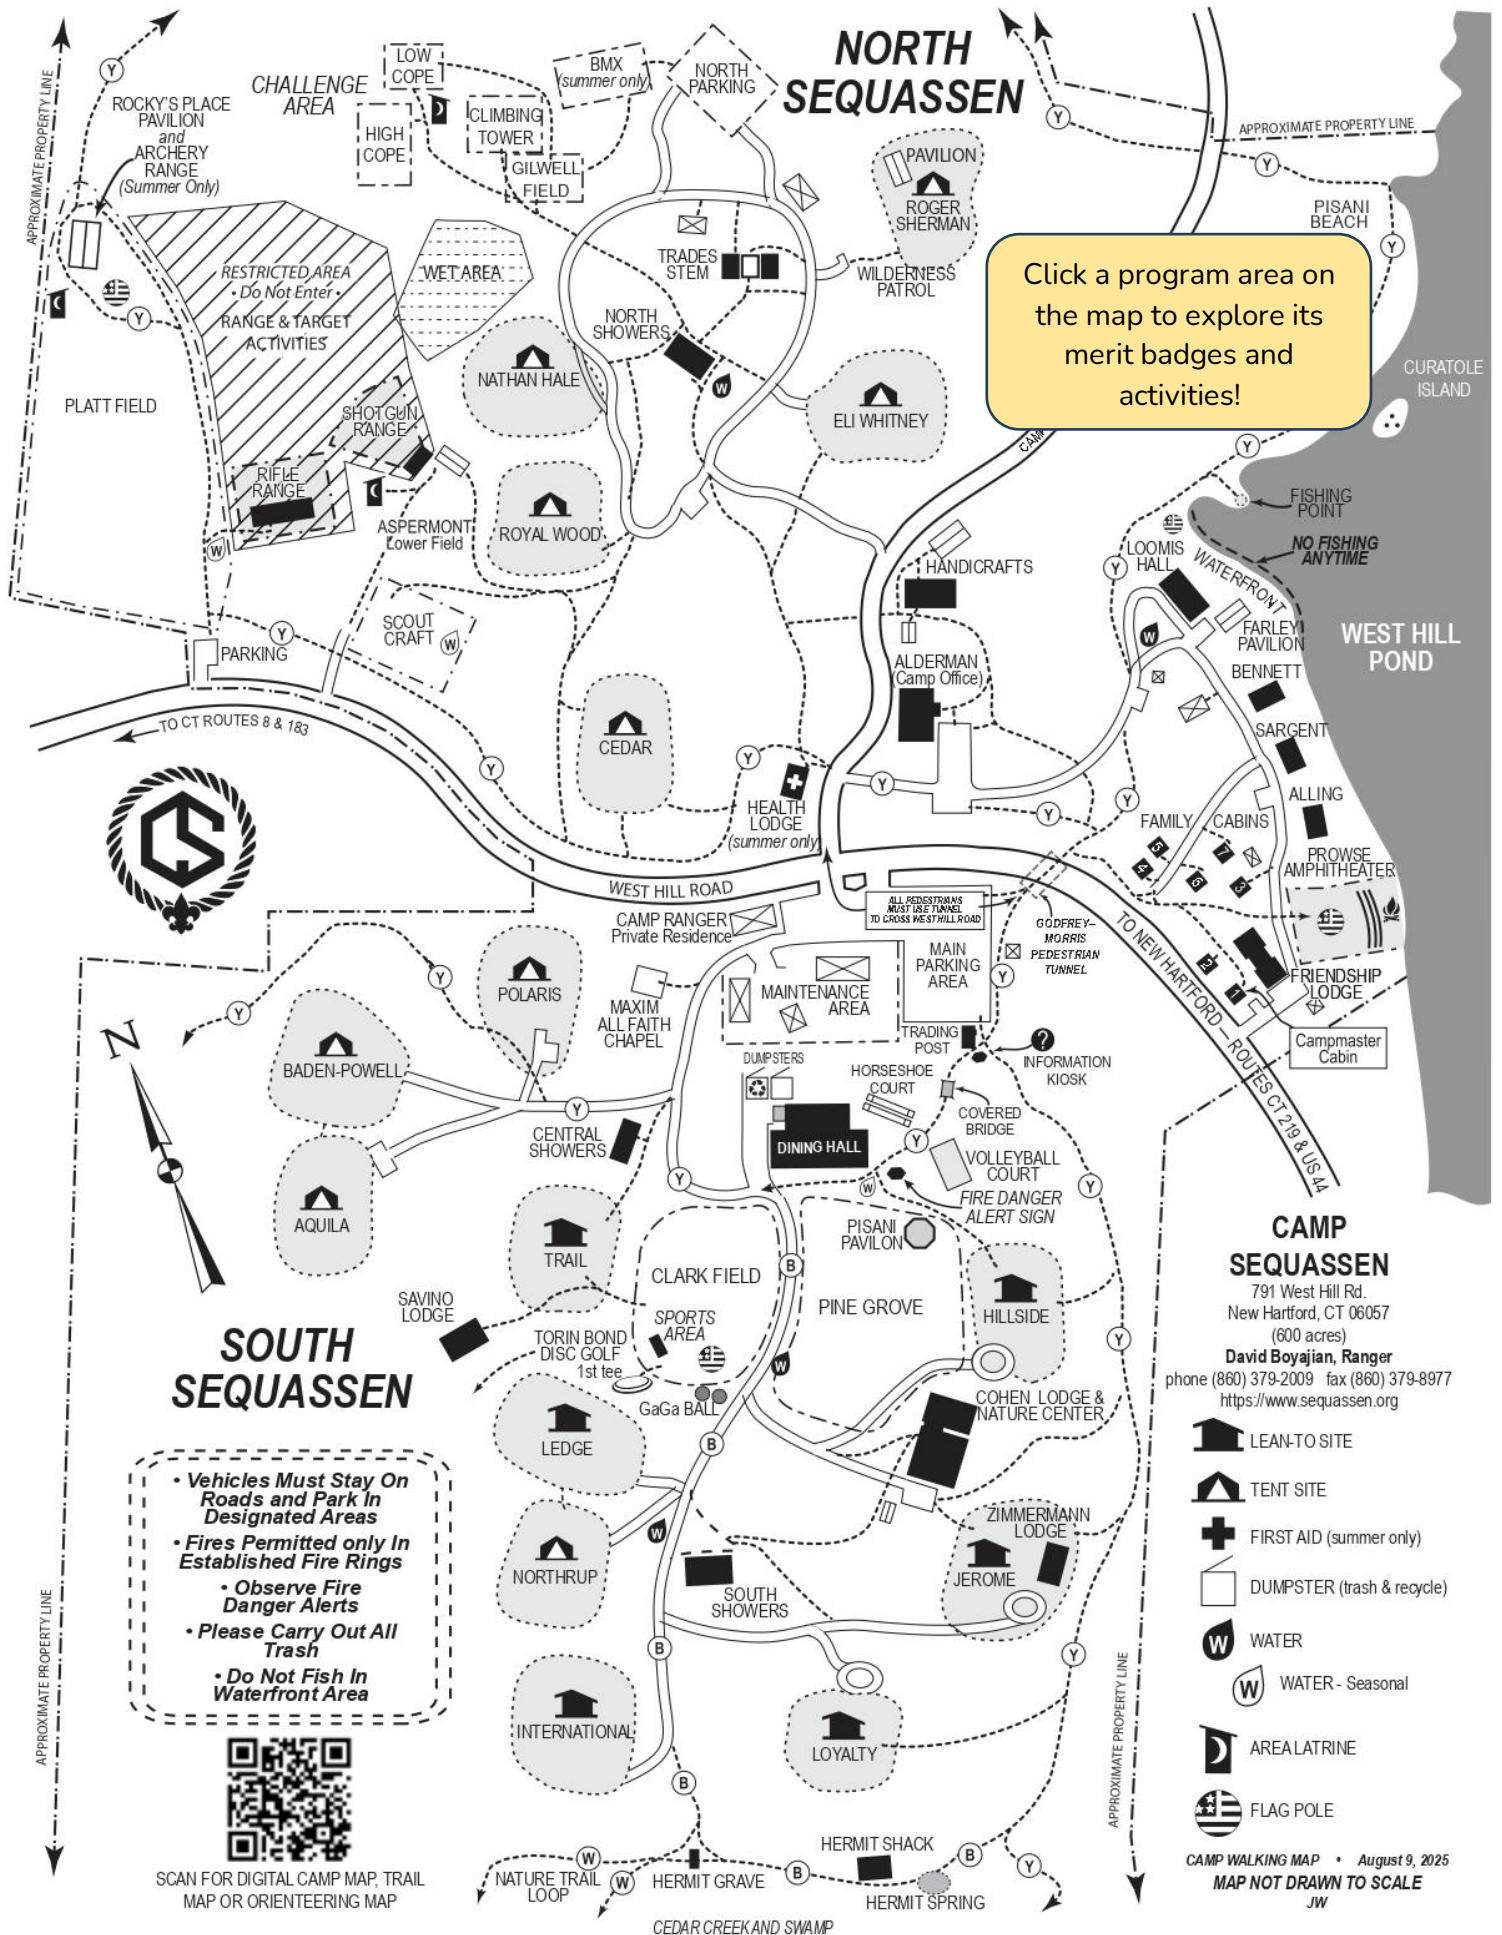 NORTH
SEQUASSEN
CHALLENGE
AREA
LOW
COPE
HIGH
COPE
CLIMBING
TOWER
GILWELL
FIELD
BMX
(summer only)
NORTH
PARKING
Y
ROCKY'S PLACE
PAVILION
and
ARCHERY
RANGE
(Summer Only)
APPROXIMATE PROPERTY LINE
APPROXIMATE PROPERTY LINE
PAVILION
ROGER
SHERMAN
Y
Y
PISANI
BEACH
Y
Click a program area on
the map to explore its
merit badges and
activities!
RESTRICTED AREA
• Do Not Enter •
RANGE & TARGET
ACTIVITIES
WET AREA
TRADES
STEM
WILDERNESS
PATROL
Y
NORTH
SHOWERS
W
NATHAN HALE
ELI WHITNEY
PLATT FIELD
SHOTGUN
RANGE
RIFLE
RANGE
CURATOLE
ISLAND
CAM
Y
FISHING
POINT
NO FISHING
ANYTIME
ASPERMONT
Lower Field
ROYAL WOOD
W
LOOMIS
HALL
WATERFRONT
Y
HANDICRAFTS
FARLEY
PAVILION
WEST HILL
POND
SCOUT
CRAFT
W
Y
PARKING
W
BENNETT
ALDERMAN
(Camp Office)
SARGENT
TO CT ROUTES 8 & 183
CEDAR
Y
Y
Y
Y
Y
HEALTH
LODGE
(summer only)
ALLING
FAMILY CABINS
5
4
6
7
3
PROWSE
AMPHITHEATER
WEST HILL ROAD
ALL PEDESTRIANS
MUST USE TUNNEL
TO CROSS WEST HILL ROAD
CAMP RANGER
Private Residence
GODFREY–
MORRIS
PEDESTRIAN
TUNNEL
TO NEW HARTFORD — ROUTES CT 219 & US 44
2
1
FRIENDSHIP
LODGE
Campmaster
Cabin
MAIN
PARKING
AREA
Y
MAINTENANCE
AREA
POLARIS
Y
Y
MAXIM
ALL FAITH
CHAPEL
N
BADEN-POWELL
TRADING
POST
?
INFORMATION
KIOSK
DUMPSTERS
HORSESHOE
COURT
COVERED
BRIDGE
Y
CENTRAL
SHOWERS
DINING HALL
Y
VOLLEYBALL
COURT
FIRE DANGER
ALERT SIGN
Y
W
Y
AQUILA
TRAIL
PISANI
PAVILON
CLARK FIELD
B
PINE GROVE
HILLSIDE
Y
SAVINO
LODGE
SPORTS
AREA
TORIN BOND
DISC GOLF
1st tee
W
GaGa BALL
SOUTH
SEQUASSEN
COHEN LODGE &
NATURE CENTER
LEDGE
B
• Vehicles Must Stay On
Roads and Park In
Designated Areas
• Fires Permitted only In
Established Fire Rings
• Observe Fire
Danger Alerts
• Please Carry Out All
Trash
• Do Not Fish In
Waterfront Area
NORTHRUP
W
ZIMMERMANN
LODGE
JEROME
SOUTH
SHOWERS
B
Y
INTERNATIONAL
LOYALTY
B
APPROXIMATE PROPERTY LINE
APPROXIMATE PROPERTY LINE
SCAN FOR DIGITAL CAMP MAP, TRAIL
MAP OR ORIENTEERING MAP
W
NATURE TRAIL
LOOP
W
HERMIT GRAVE
B
HERMIT SHACK
B
HERMIT SPRING
Y
CEDAR CREEK AND SWAMP
CAMP
SEQUASSEN
791 West Hill Rd.
New Hartford, CT 06057
(600 acres)
David Boyajian, Ranger
phone (860) 379-2009 fax (860) 379-8977
https://www.sequassen.org
LEAN-TO SITE
TENT SITE
FIRST AID (summer only)
DUMPSTER (trash & recycle)
W WATER
W WATER - Seasonal
AREA LATRINE
FLAG POLE
CAMP WALKING MAP • August 9, 2025
MAP NOT DRAWN TO SCALE
JW